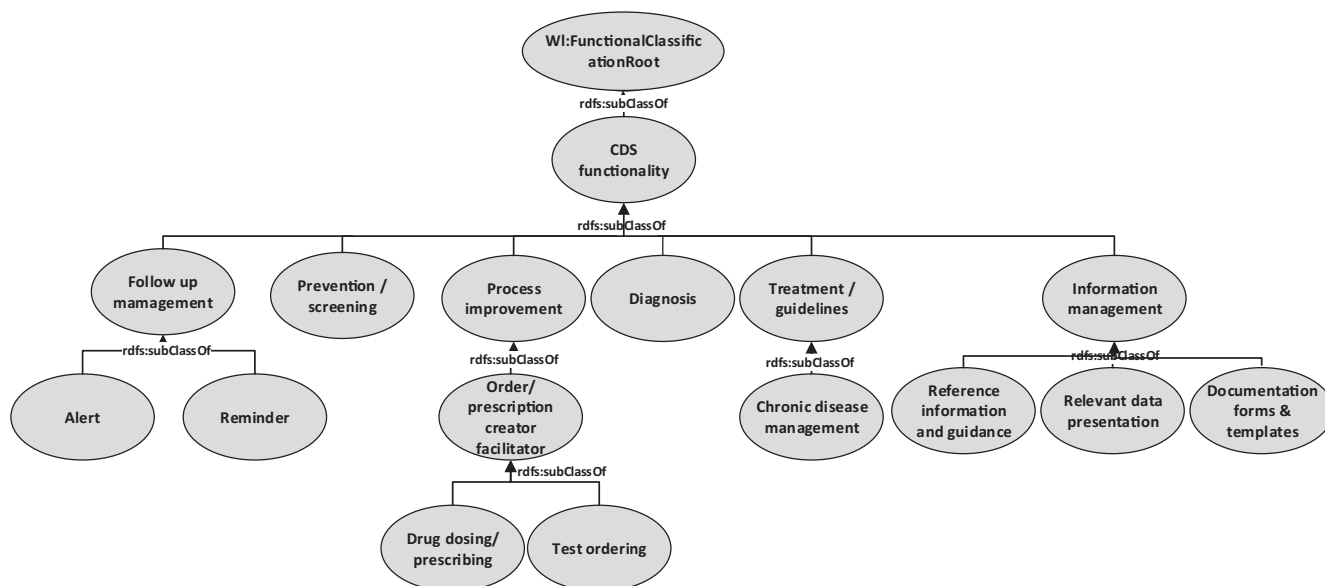 Wl:FunctionalClassific
ationRoot
rdfs:subClassOf
CDS
functionality
rdfs:subClassOf
Follow up
mamagement
Prevention /
screening
Process
improvement
Diagnosis
Treatment /
guidelines
Information
management
rdfs:subClassOf
rdfs:subClassOf
rdfs:subClassOf
rdfs:subClassOf
Alert
Reminder
Order/
prescription
creator
facilitator
Chronic disease
management
Reference
information
and guidance
Relevant data
presentation
Documentation
forms &
templates
rdfs:subClassOf
Drug dosing/
prescribing
Test ordering